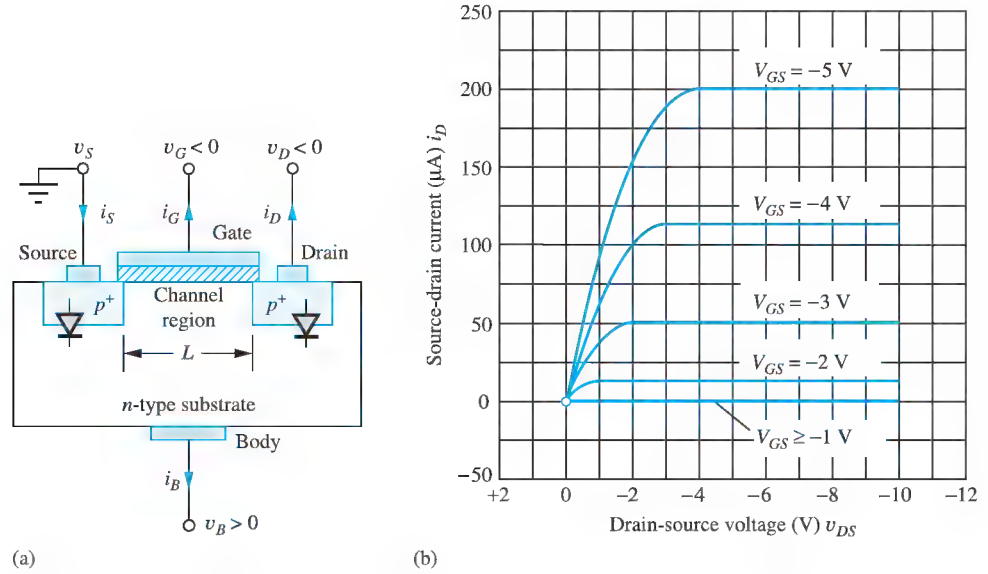 v_S
v_G < 0
v_D < 0
i_S
i_G
i_D
Gate
Source
Drain
p⁺
Channel
region
p⁺
L
n-type substrate
Body
i_B
v_B > 0
(a)
Source-drain current (μA) i_D
250
200
150
100
50
0
−50
V_GS = −5 V
V_GS = −4 V
V_GS = −3 V
V_GS = −2 V
V_GS ≥ −1 V
+2 0 −2 −4 −6 −8 −10 −12
Drain-source voltage (V) v_DS
(b)